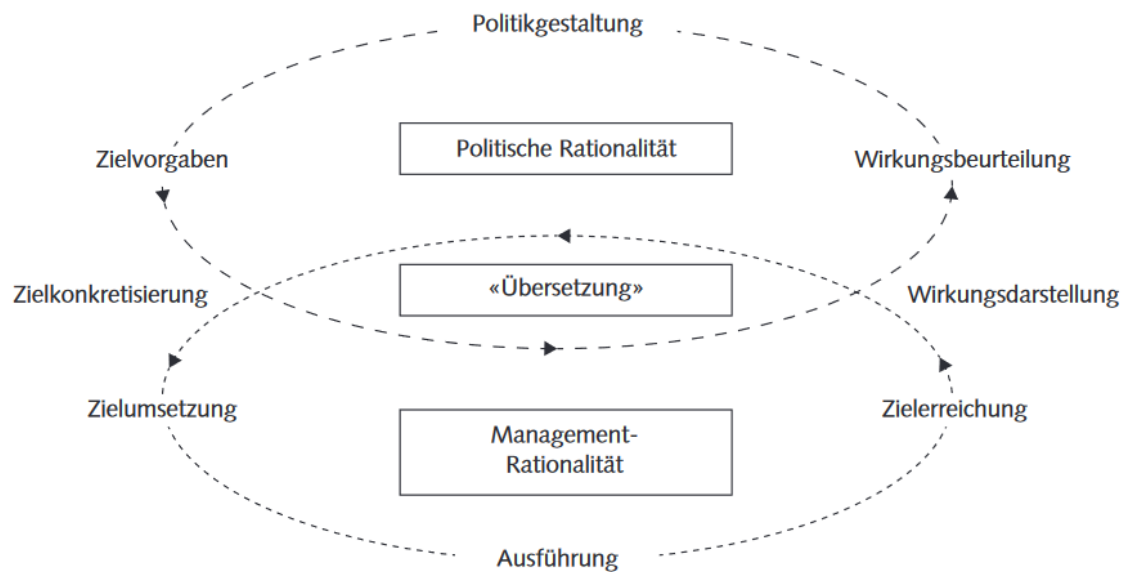 Politikgestaltung
Politische Rationalität
Zielvorgaben
Wirkungsbeurteilung
«Übersetzung»
Zielkonkretisierung
Wirkungsdarstellung
Zielumsetzung
Zielerreichung
Management-
Rationalität
Ausführung